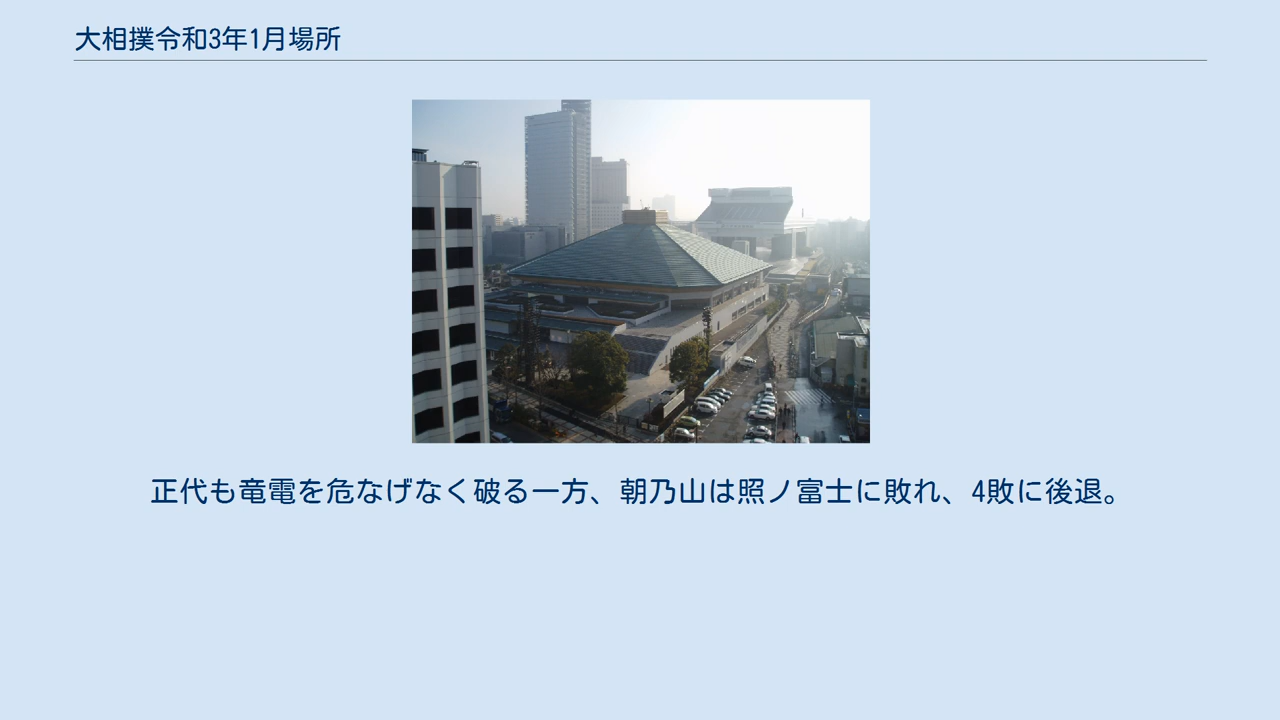 大相撲令和3年1月場所
正代も竜電を危なげなく破る一方、朝乃山は照ノ富士に敗れ、4敗に後退。